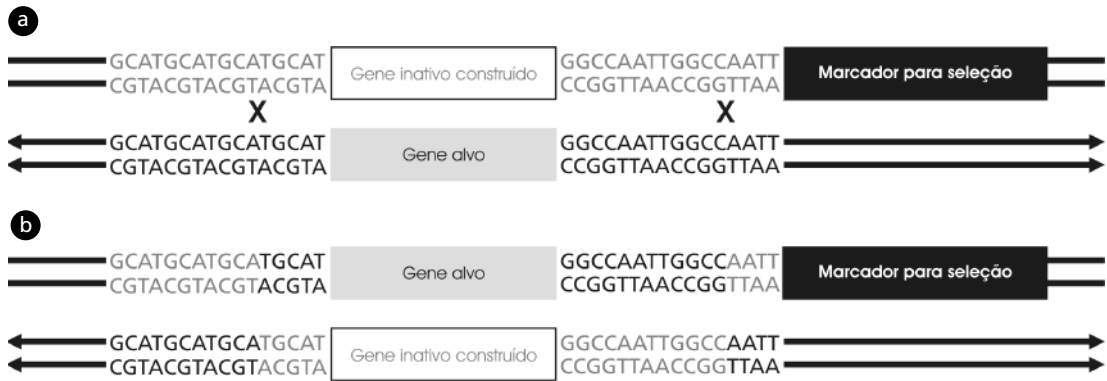 a
GCATGCATGCATGCAT Gene inativo construído GGCCAATTGGCCAATT Marcador para seleção
CGTACGTACGTACGTA CCGGTTAACCGGTTAA
X X
GCATGCATGCATGCAT Gene alvo GGCCAATTGGCCAATT
CGTACGTACGTACGTA CCGGTTAACCGGTTAA
b
GCATGCATGCATGCAT Gene alvo GGCCAATTGGCCAATT Marcador para seleção
CGTACGTACGTACGTA CCGGTTAACCGGTTAA
GCATGCATGCATGCAT Gene inativo construído GGCCAATTGGCCAATT
CGTACGTACGTACGTA CCGGTTAACCGGTTAA